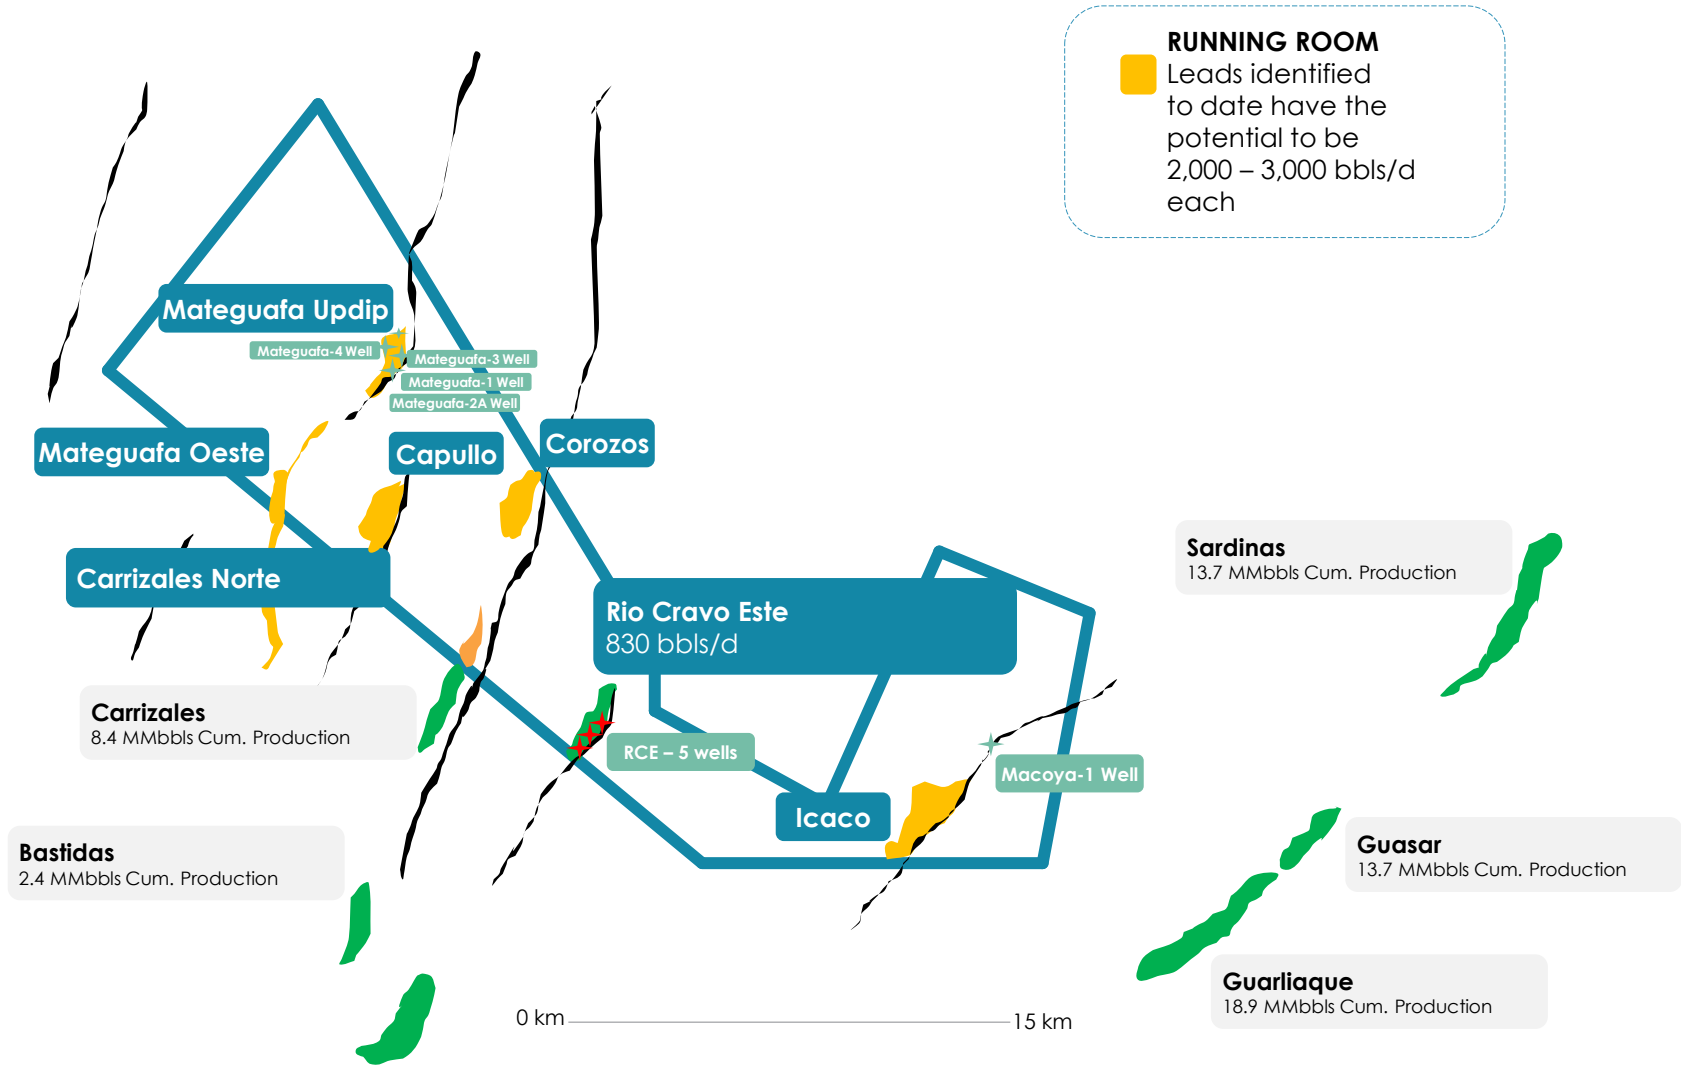 RUNNING ROOM
Leads identified
to date have the
potential to be
2,000 – 3,000 bbls/d
each
Mateguafa Updip
Mateguafa-4 Well
Mateguafa-3 Well
Mateguafa-1 Well
Mateguafa-2A Well
Mateguafa Oeste
Capullo
Corozos
Carrizales Norte
Rio Cravo Este
830 bbls/d
Sardinas
13.7 MMbbls Cum. Production
Carrizales
8.4 MMbbls Cum. Production
RCE – 5 wells
Macoya-1 Well
Icaco
Bastidas
2.4 MMbbls Cum. Production
Guasar
13.7 MMbbls Cum. Production
Guarliaque
18.9 MMbbls Cum. Production
0 km
15 km